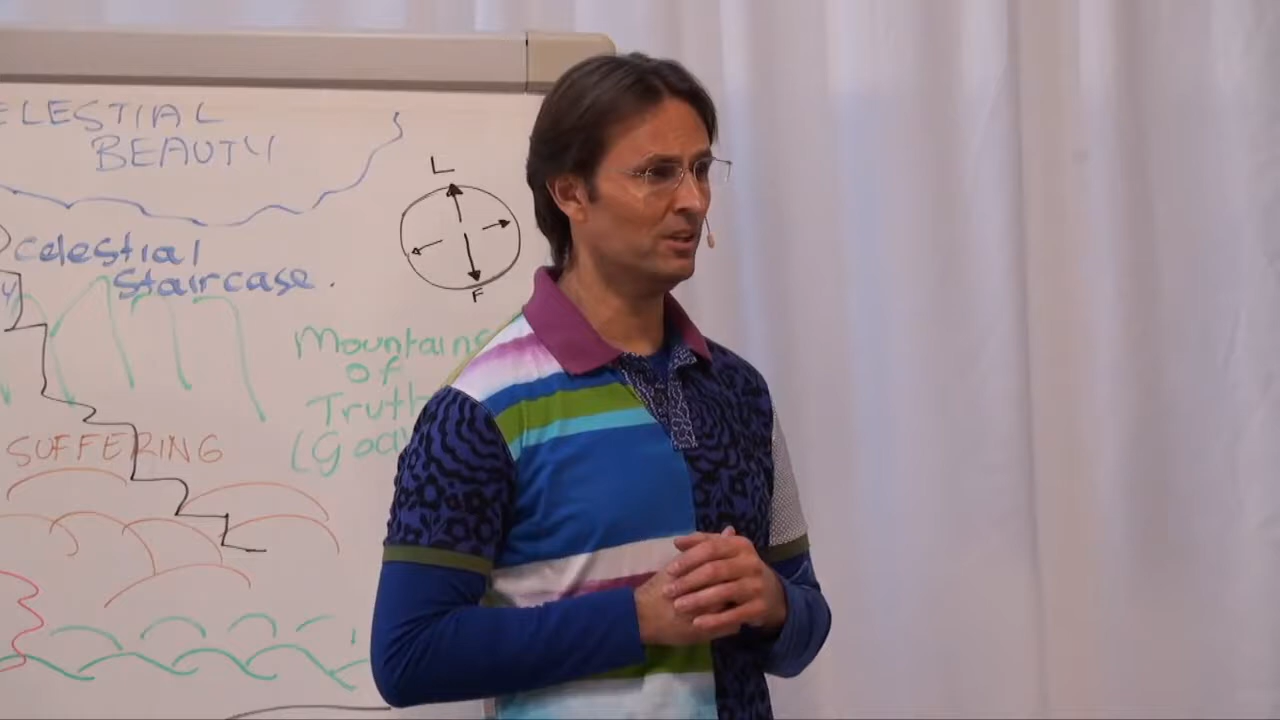 ELESTIAL
BEAUTY
L
Celestial
Staircase.
F
Mountains
of
Truth
(God
SUFFERING